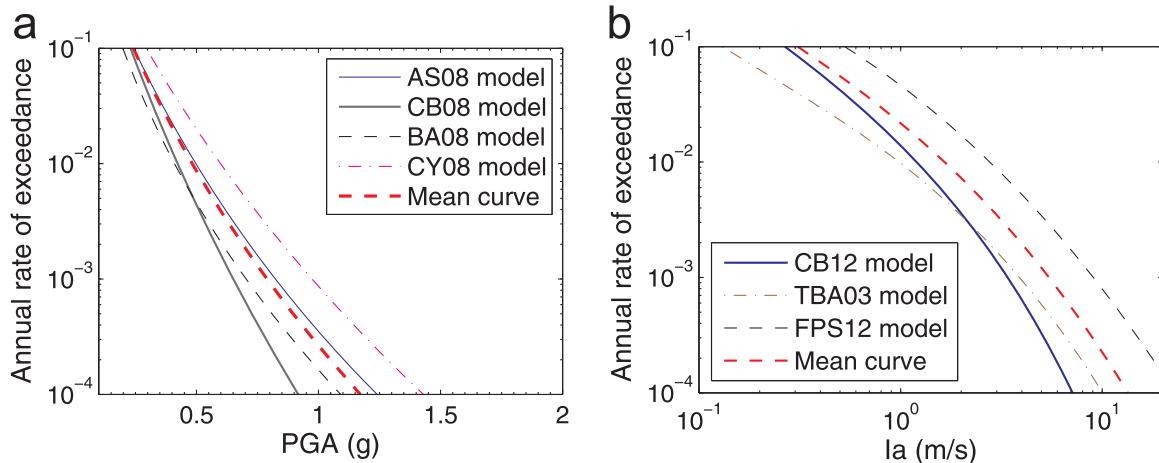 a
Annual rate of exceedance
10^-1
10^-2
10^-3
10^-4
0.5
1
1.5
2
PGA (g)
AS08 model
CB08 model
BA08 model
CY08 model
Mean curve
b
Annual rate of exceedance
10^-1
10^-2
10^-3
10^-4
10^-1
10^0
10^1
Ia (m/s)
CB12 model
TBA03 model
FPS12 model
Mean curve